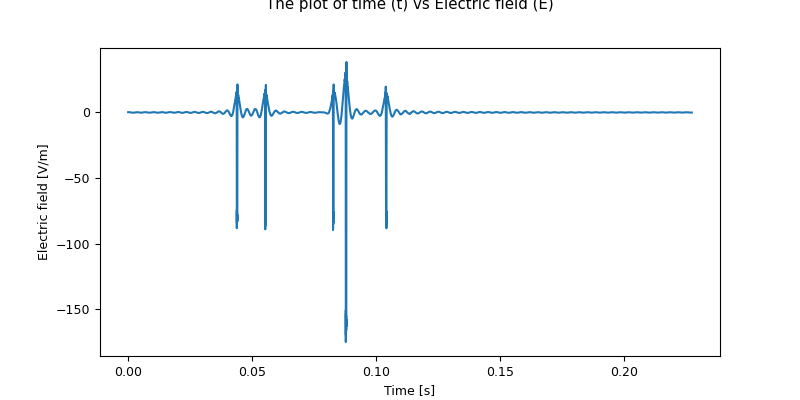 The plot of time (t) vs Electric field (E)
Electric field [V/m]
0
−50
−100
−150
0.00 0.05 0.10 0.15 0.20
Time [s]